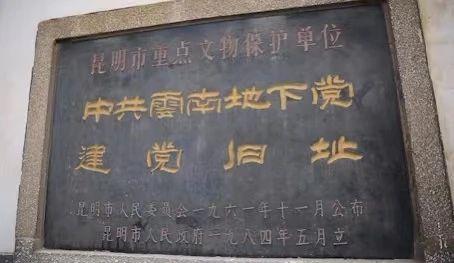 昆明市重点文物保护单位
中共雲南地下党
建党旧址
昆明市人民委员会一九六一年十一月公布
昆明市人民政府一九八四年五月立